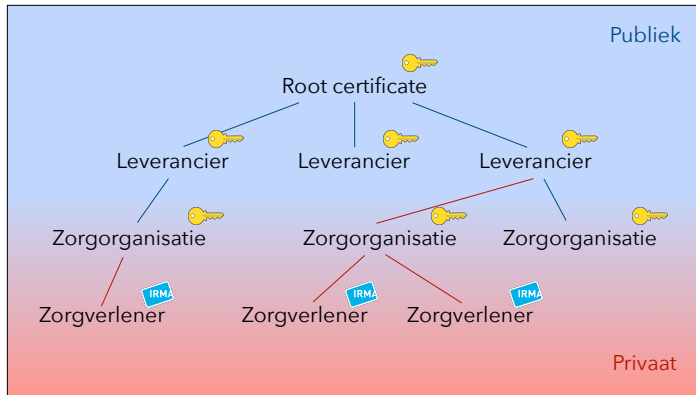 Publiek
Root certificate
Leverancier Leverancier Leverancier
Zorgorganisatie Zorgorganisatie Zorgorganisatie
IRMA IRMA IRMA
Zorgverlener Zorgverlener Zorgverlener
Privaat